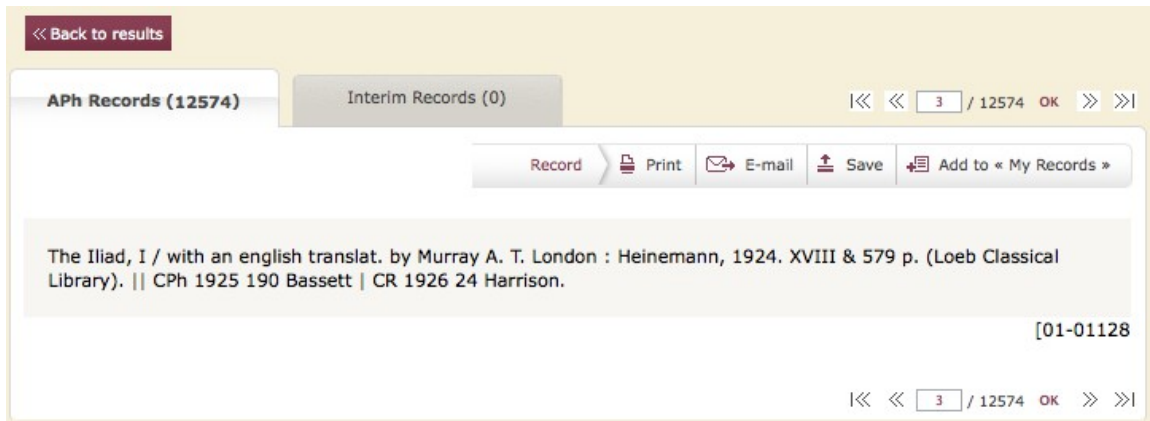 « Back to results
APh Records (12574)
Interim Records (0)
3 / 12574 OK
Record Print E-mail Save Add to « My Records »
The Iliad, I / with an english translat. by Murray A. T. London : Heinemann, 1924. XVIII & 579 p. (Loeb Classical
Library). || CPh 1925 190 Bassett | CR 1926 24 Harrison.
[01-01128
3 / 12574 OK